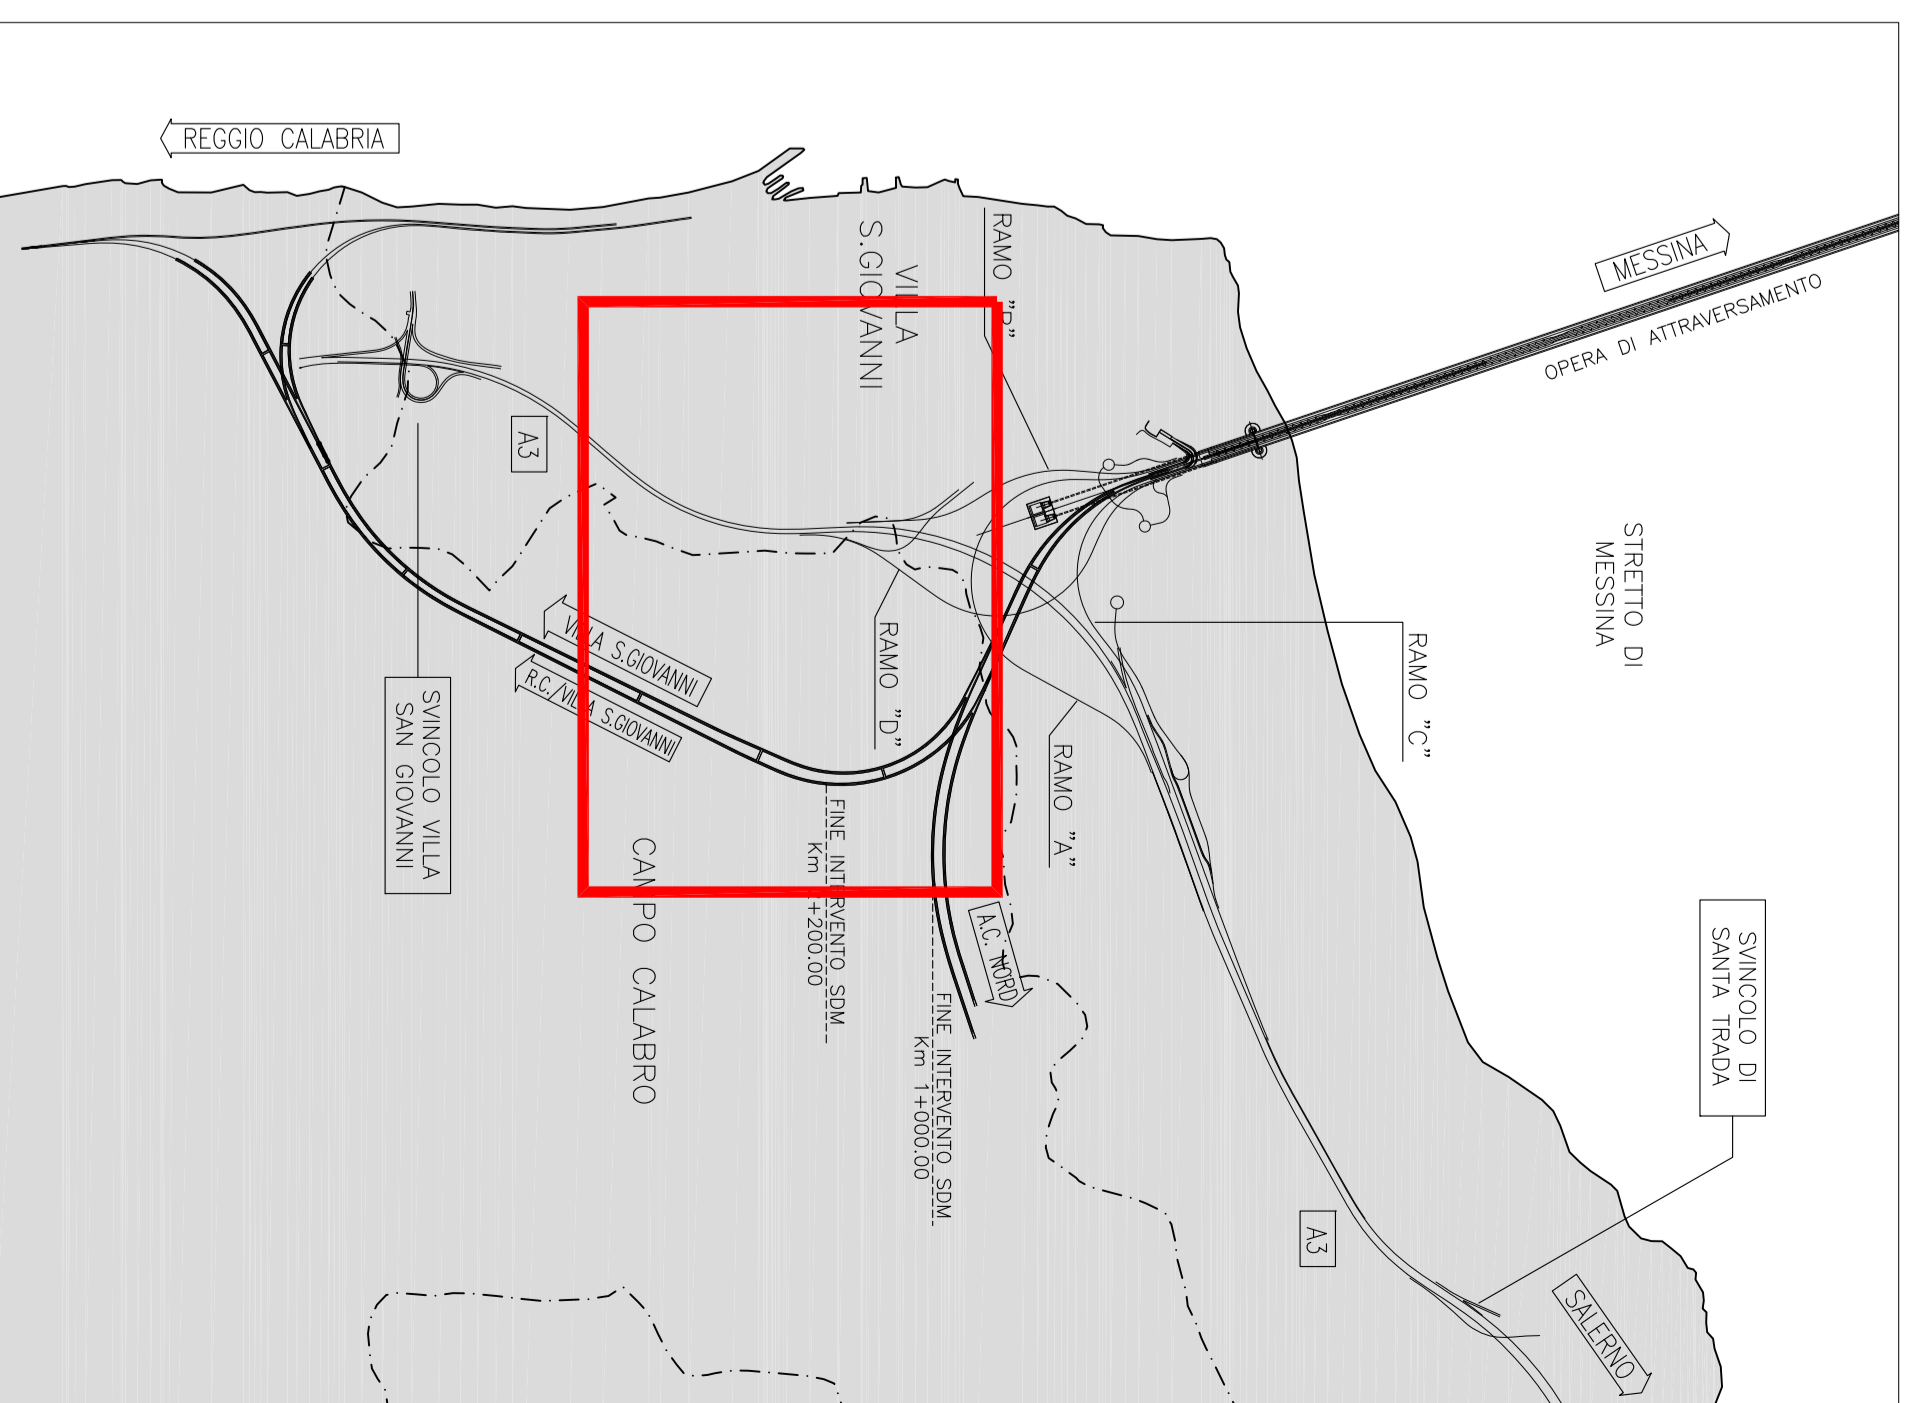 REGGIO CALABRIA
MESSINA
OPERA DI ATTRAVERSAMENTO
VILLA
S.GIOVANNI
RAMO "B"
STRETTO DI
MESSINA
A3
RAMO "C"
RAMO "D"
RAMO "A"
VILLA S.GIOVANNI
R.C./VILLA S.GIOVANNI
SVINCOLO VILLA
SAN GIOVANNI
CAMPO CALABRO
FINE INTERVENTO SDM
Km +200.00
A.C. NORD
FINE INTERVENTO SDM
Km 1+000.00
SVINCOLO DI
SANTA TRADA
A3
SALERNO